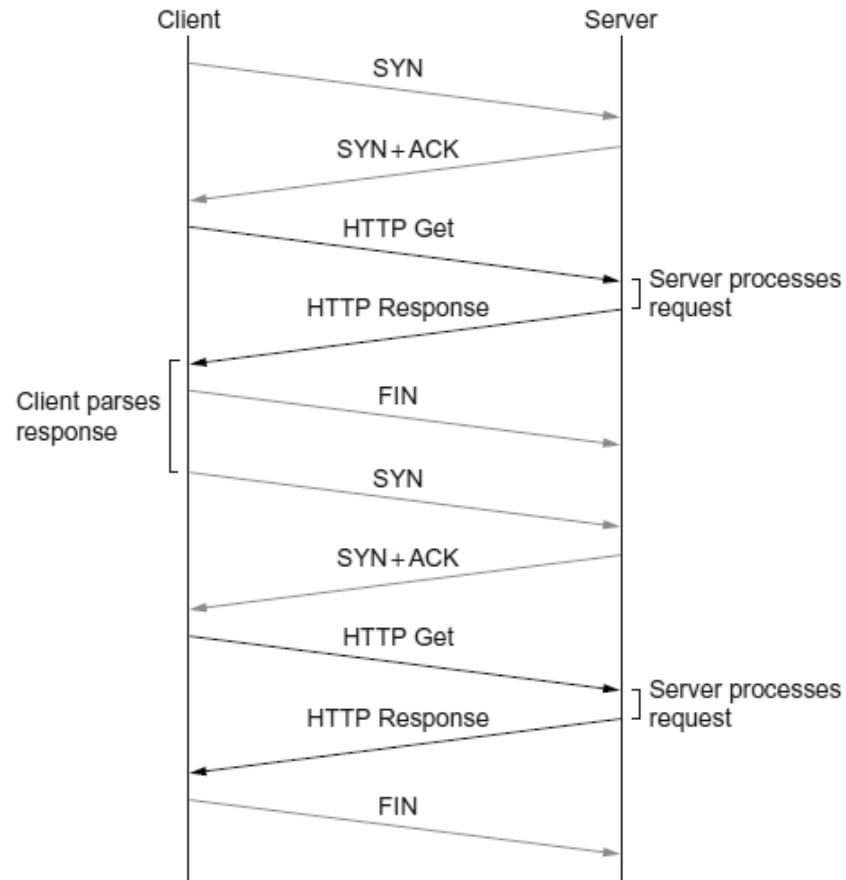 Client
Server
SYN
SYN+ACK
HTTP Get
Server processes
request
HTTP Response
Client parses
response
FIN
SYN
SYN+ACK
HTTP Get
Server processes
request
HTTP Response
FIN